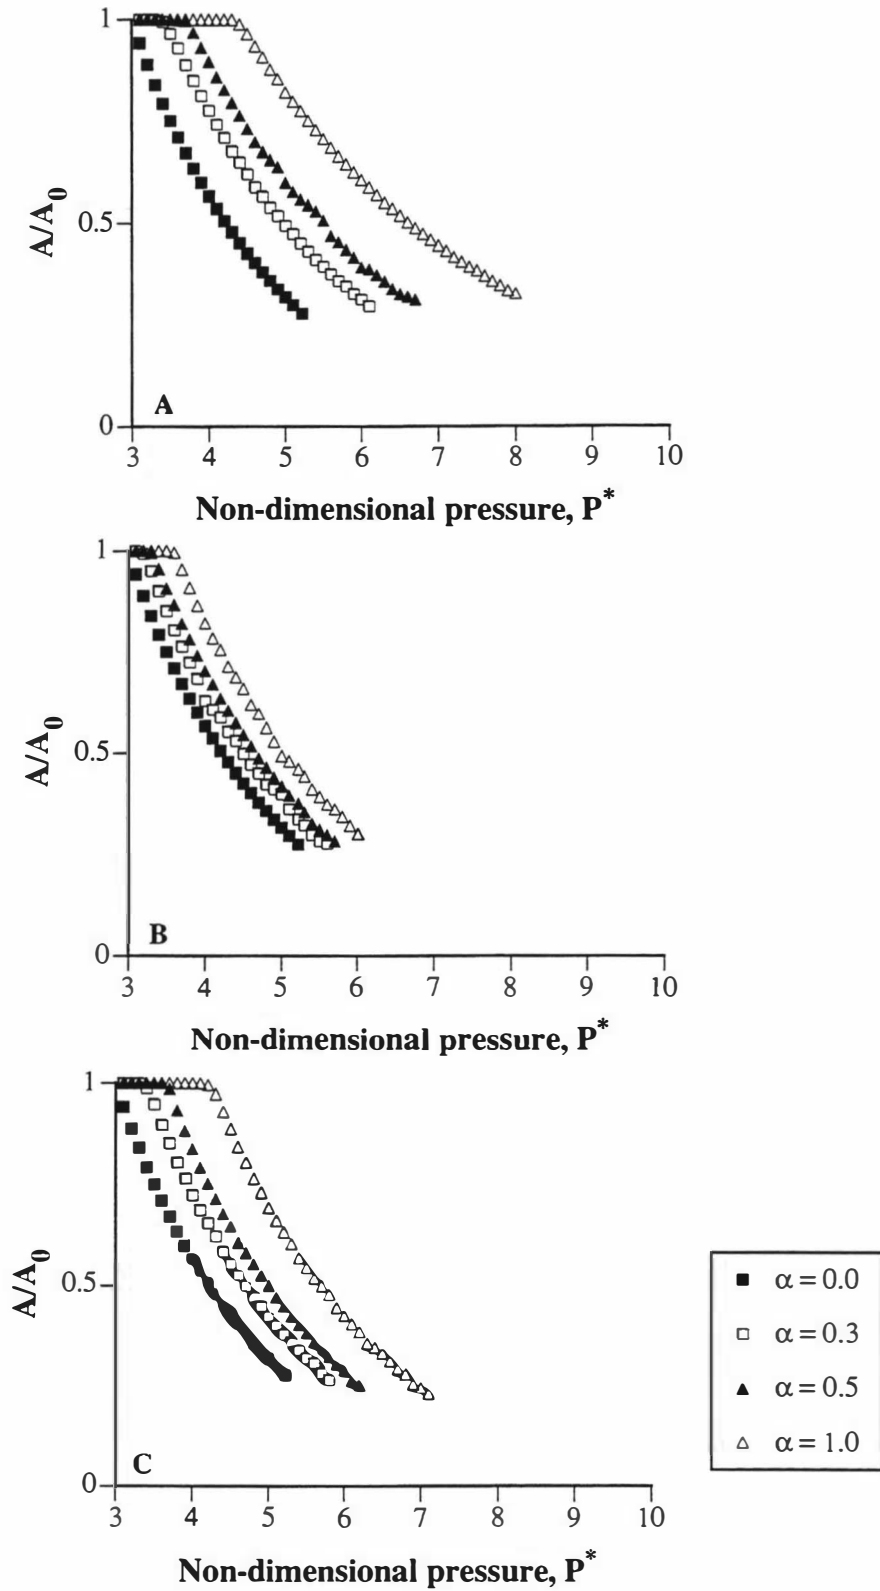 1
0.5
0
A/A0
A
3 4 5 6 7 8 9 10
Non-dimensional pressure, P*
1
0.5
0
A/A0
B
3 4 5 6 7 8 9 10
Non-dimensional pressure, P*
1
0.5
0
A/A0
C
3 4 5 6 7 8 9 10
Non-dimensional pressure, P*
α = 0.0
α = 0.3
α = 0.5
α = 1.0